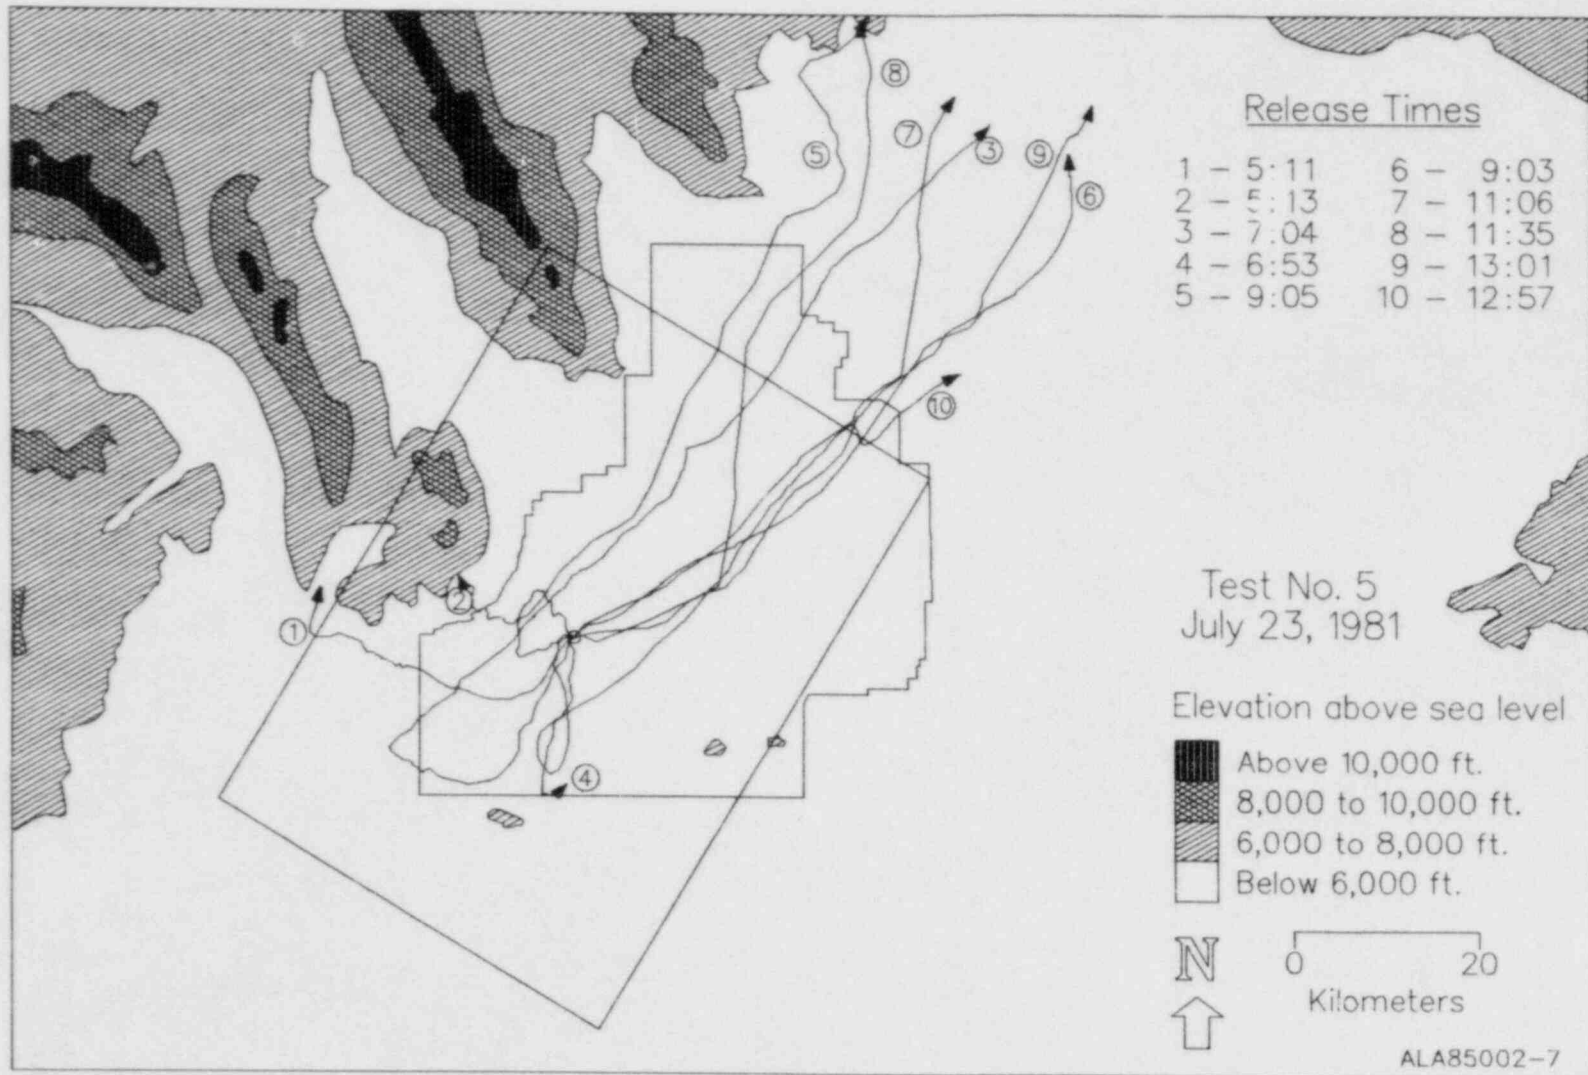 ⑧
⑦
③
⑤
⑨
⑥
Release Times
1 - 5:11 6 - 9:03
2 - 5:13 7 - 11:06
3 - 7:04 8 - 11:35
4 - 6:53 9 - 13:01
5 - 9:05 10 - 12:57
⑩
②
①
④
Test No. 5
July 23, 1981
Elevation above sea level
Above 10,000 ft.
8,000 to 10,000 ft.
6,000 to 8,000 ft.
Below 6,000 ft.
N
0 20
Kilometers
ALA85002-7